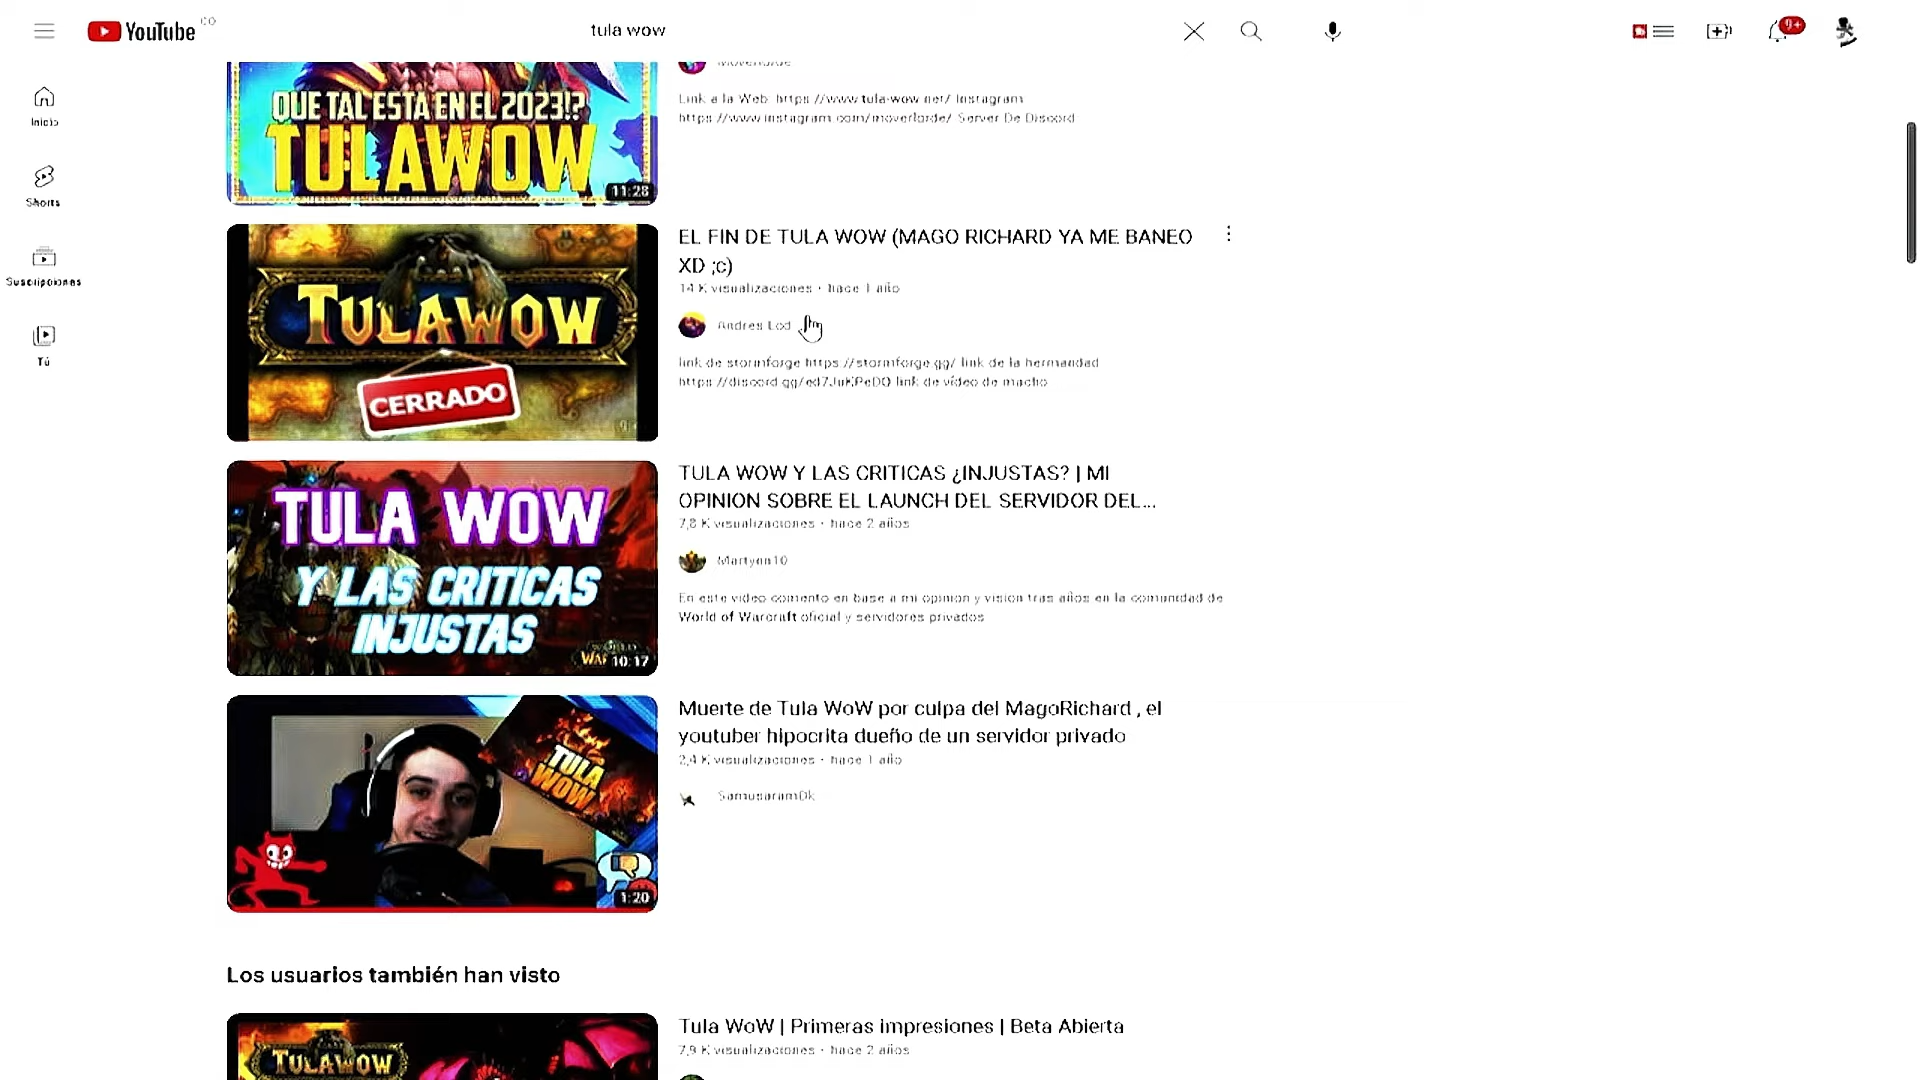 YouTube CO
tula wow
9+
Inicio
Shorts
Suscripciones
Tú
QUE TAL ESTA EN EL 2023!?
TULAWOW
11:28
Moverlorde
Link a la Web: https://www.tula-wow.net/ Instagram
https://www.instagram.com/moverlorde/ Server De Discord
TULAWOW
CERRADO
EL FIN DE TULA WOW (MAGO RICHARD YA ME BANEO
XD ;c)
14 K visualizaciones • hace 1 año
Andres Lod
link de stormforge https://stormforge.gg/ link de la hermandad
https://discord.gg/ed7JuKPeDQ link de vídeo de macho
TULA WOW
Y LAS CRITICAS
INJUSTAS
10:17
TULA WOW Y LAS CRITICAS ¿INJUSTAS? | MI
OPINION SOBRE EL LAUNCH DEL SERVIDOR DEL...
7,8 K visualizaciones • hace 2 años
Martynn10
En este video comento en base a mi opinion y vision tras años en la comunidad de
World of Warcraft oficial y servidores privados
TULA
WOW
1:20
Muerte de Tula WoW por culpa del MagoRichard , el
youtuber hipocrita dueño de un servidor privado
2,4 K visualizaciones • hace 1 año
SamusaramDk
Los usuarios también han visto
TULAWOW
Tula WoW | Primeras impresiones | Beta Abierta
7,9 K visualizaciones • hace 2 años